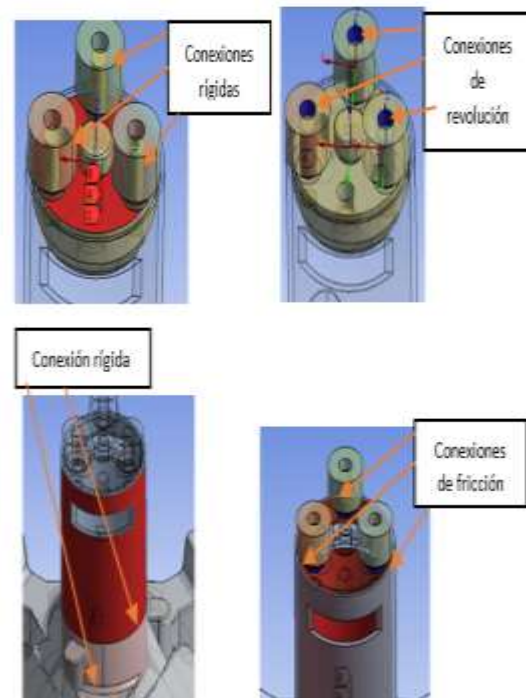 Conexiones
rígidas
Conexiones
de
revolución
Conexión rígida
Conexiones
de fricción